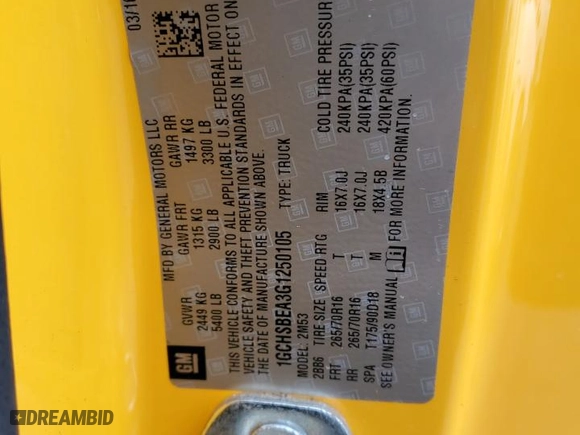 MFD BY GENERAL MOTORS LLC
03/16
GVWR GAWR FRT GAWR RR
2449 KG 1315 KG 1497 KG
5400 LB 2900 LB 3300 LB
THIS VEHICLE CONFORMS TO ALL APPLICABLE U.S. FEDERAL MOTOR
VEHICLE SAFETY AND THEFT PREVENTION STANDARDS IN EFFECT ON
THE DATE OF MANUFACTURE SHOWN ABOVE.
1GCHSBEA3G1250105 TYPE: TRUCK
MODEL: 2M53
2BB6 TIRE SIZE SPEED RTG RIM COLD TIRE PRESSURE
FRT 265/70R16 T 16X7.0J 240KPA(35PSI)
RR 265/70R16 T 16X7.0J 240KPA(35PSI)
SPA T175/90D18 M 18X4.5B 420KPA(60PSI)
SEE OWNER'S MANUAL i FOR MORE INFORMATION.
GM
DREAMBID